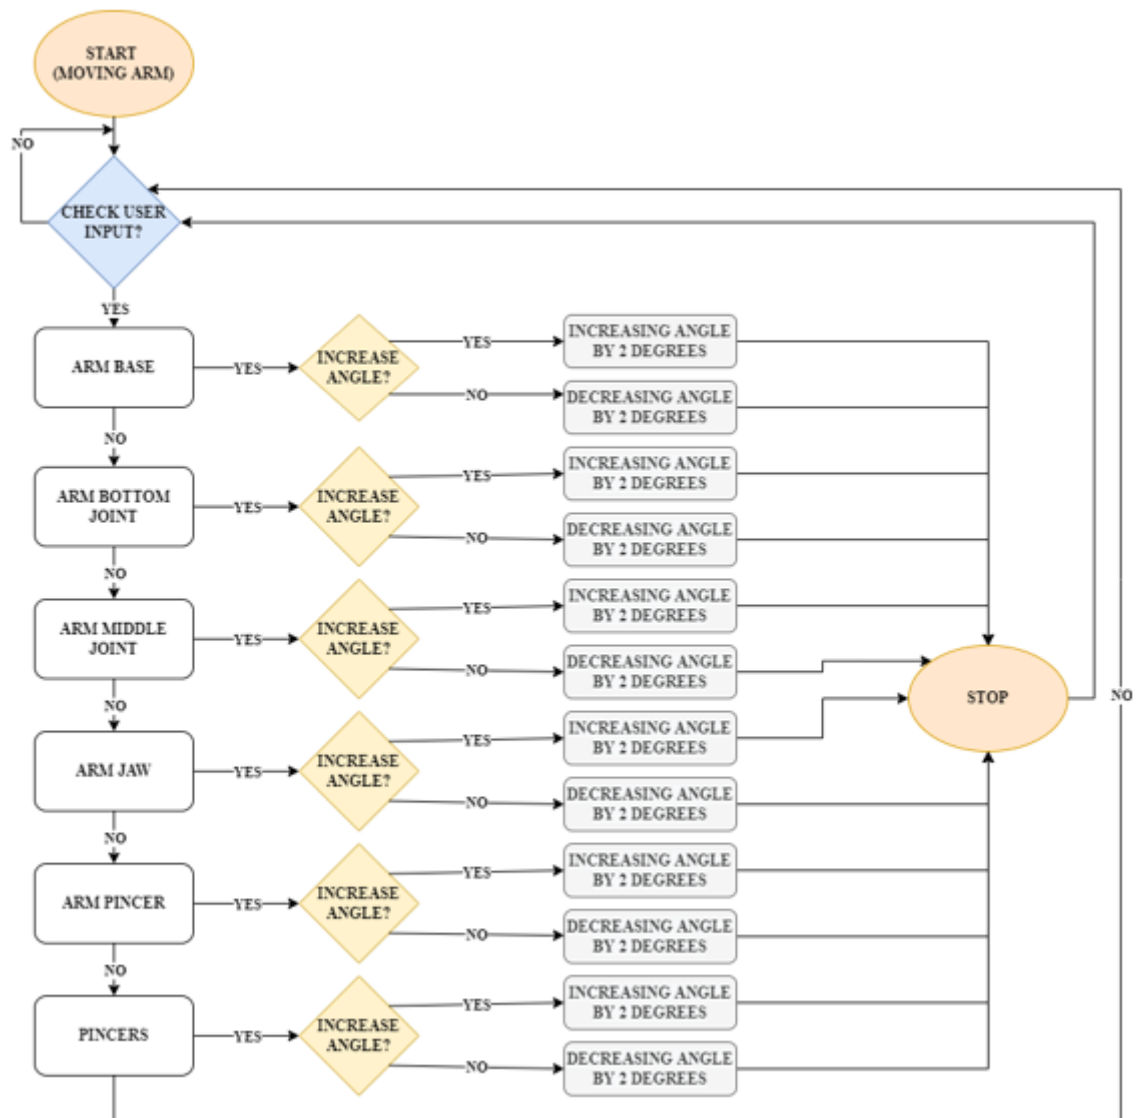 START
(MOVING ARM)
NO
CHECK USER
INPUT?
YES
ARM BASE
YES
INCREASE
ANGLE?
YES
INCREASING ANGLE
BY 2 DEGREES
NO
DECREASING ANGLE
BY 2 DEGREES
NO
ARM BOTTOM
JOINT
YES
INCREASE
ANGLE?
YES
INCREASING ANGLE
BY 2 DEGREES
NO
DECREASING ANGLE
BY 2 DEGREES
NO
ARM MIDDLE
JOINT
YES
INCREASE
ANGLE?
YES
INCREASING ANGLE
BY 2 DEGREES
NO
DECREASING ANGLE
BY 2 DEGREES
STOP
NO
NO
ARM JAW
YES
INCREASE
ANGLE?
YES
INCREASING ANGLE
BY 2 DEGREES
NO
DECREASING ANGLE
BY 2 DEGREES
NO
ARM PINCER
YES
INCREASE
ANGLE?
YES
INCREASING ANGLE
BY 2 DEGREES
NO
DECREASING ANGLE
BY 2 DEGREES
NO
PINCERS
YES
INCREASE
ANGLE?
YES
INCREASING ANGLE
BY 2 DEGREES
NO
DECREASING ANGLE
BY 2 DEGREES